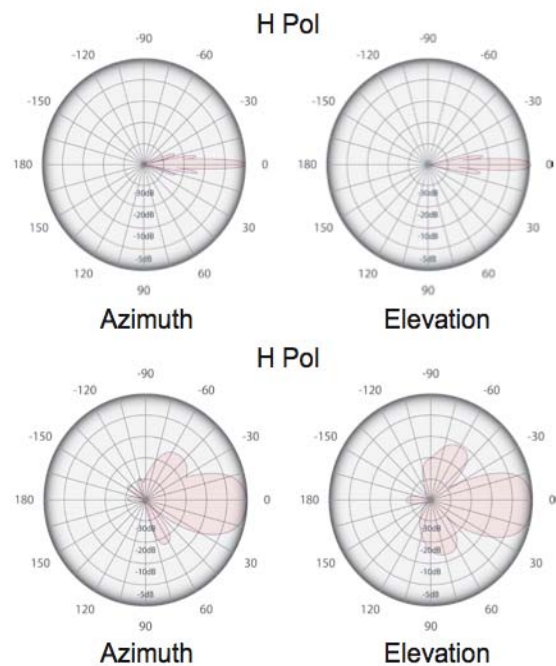 H Pol
-90 -90
-120 -60 -120 -60
-150 -30 -150 -30
180 0 180 0
-30dB -30dB
-20dB -20dB
-10dB -10dB
-5dB -5dB
150 30 150 30
120 60 120 60
90 90
Azimuth Elevation
H Pol
-90 -90
-120 -60 -120 -60
-150 -30 -150 -30
180 0 180 0
-30dB -30dB
-20dB -20dB
-10dB -10dB
-5dB -5dB
150 30 150 30
120 60 120 60
90 90
Azimuth Elevation